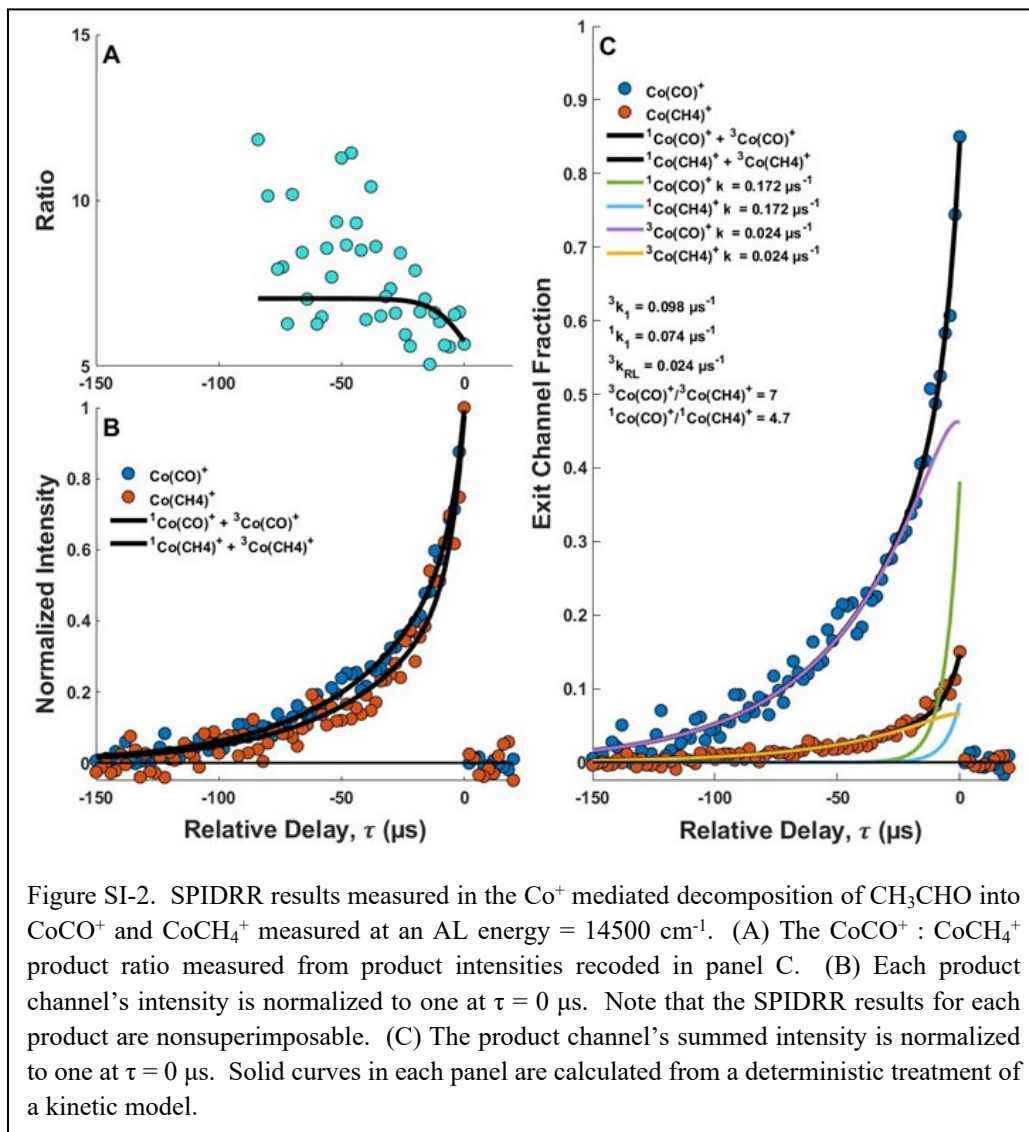 A
15
10
5
Ratio
-150
-100
-50
0
B
Co(CO)⁺
Co(CH4)⁺
¹Co(CO)⁺ + ³Co(CO)⁺
¹Co(CH4)⁺ + ³Co(CH4)⁺
1
0.8
0.6
0.4
0.2
0
Normalized Intensity
-150
-100
-50
0
Relative Delay, τ (µs)
C
Co(CO)⁺
Co(CH4)⁺
¹Co(CO)⁺ + ³Co(CO)⁺
¹Co(CH4)⁺ + ³Co(CH4)⁺
¹Co(CO)⁺ k = 0.172 µs⁻¹
¹Co(CH4)⁺ k = 0.172 µs⁻¹
³Co(CO)⁺ k = 0.024 µs⁻¹
³Co(CH4)⁺ k = 0.024 µs⁻¹
³k₁ = 0.098 µs⁻¹
¹k₁ = 0.074 µs⁻¹
³k_RL = 0.024 µs⁻¹
³Co(CO)⁺/³Co(CH4)⁺ = 7
¹Co(CO)⁺/¹Co(CH4)⁺ = 4.7
1
0.9
0.8
0.7
0.6
0.5
0.4
0.3
0.2
0.1
0
Exit Channel Fraction
-150
-100
-50
0
Relative Delay, τ (µs)
Figure SI-2. SPIDRR results measured in the Co⁺ mediated decomposition of CH₃CHO into
CoCO⁺ and CoCH₄⁺ measured at an AL energy = 14500 cm⁻¹. (A) The CoCO⁺ : CoCH₄⁺
product ratio measured from product intensities recoded in panel C. (B) Each product
channel's intensity is normalized to one at τ = 0 µs. Note that the SPIDRR results for each
product are nonsuperimposable. (C) The product channel's summed intensity is normalized
to one at τ = 0 µs. Solid curves in each panel are calculated from a deterministic treatment of
a kinetic model.